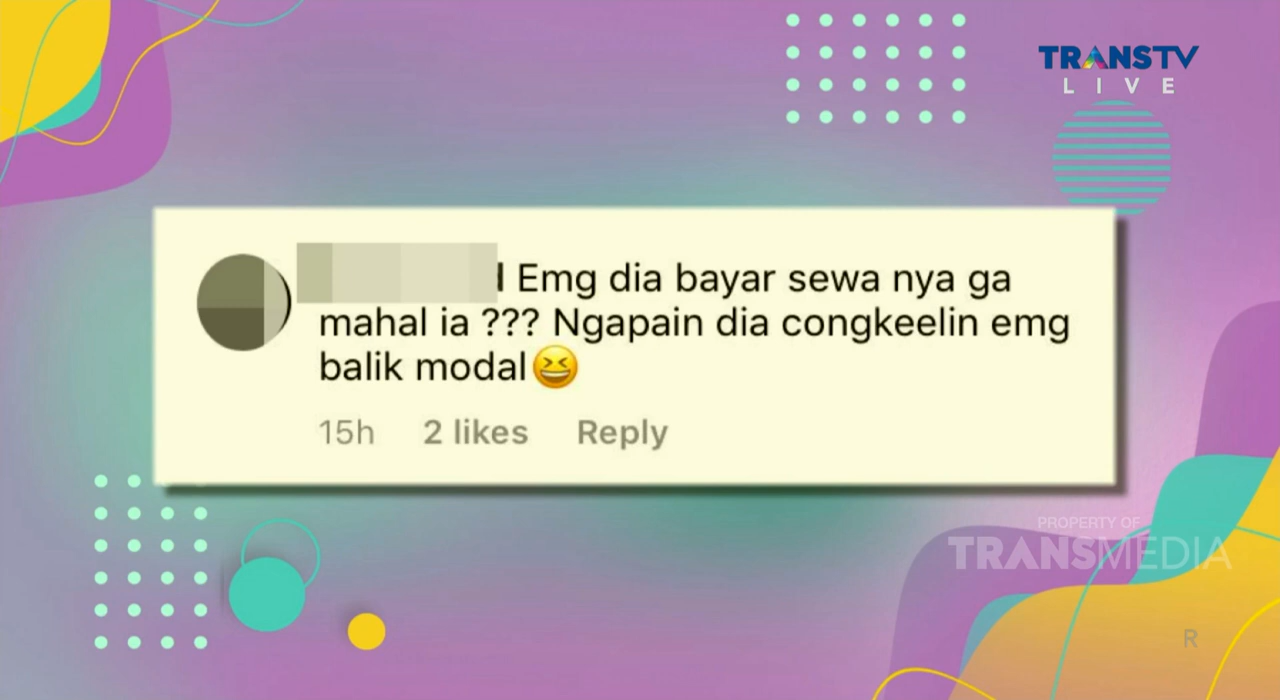 TRANSTV
LIVE
Emg dia bayar sewa nya ga
mahal ia ??? Ngapain dia congkeelin emg
balik modal😆
15h 2 likes Reply
PROPERTY OF
TRANSMEDIA
R